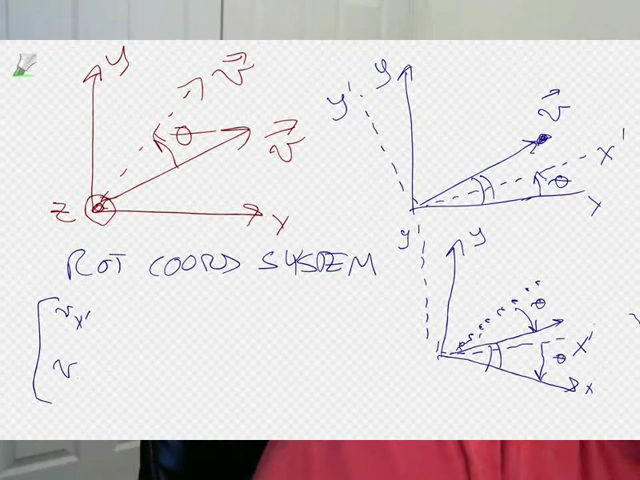 y
v
θ
v
z
x
y
y'
v
x'
θ
x
ROT COORD SYSTEM
v x'
v
y'
y
θ
x'
θ
x